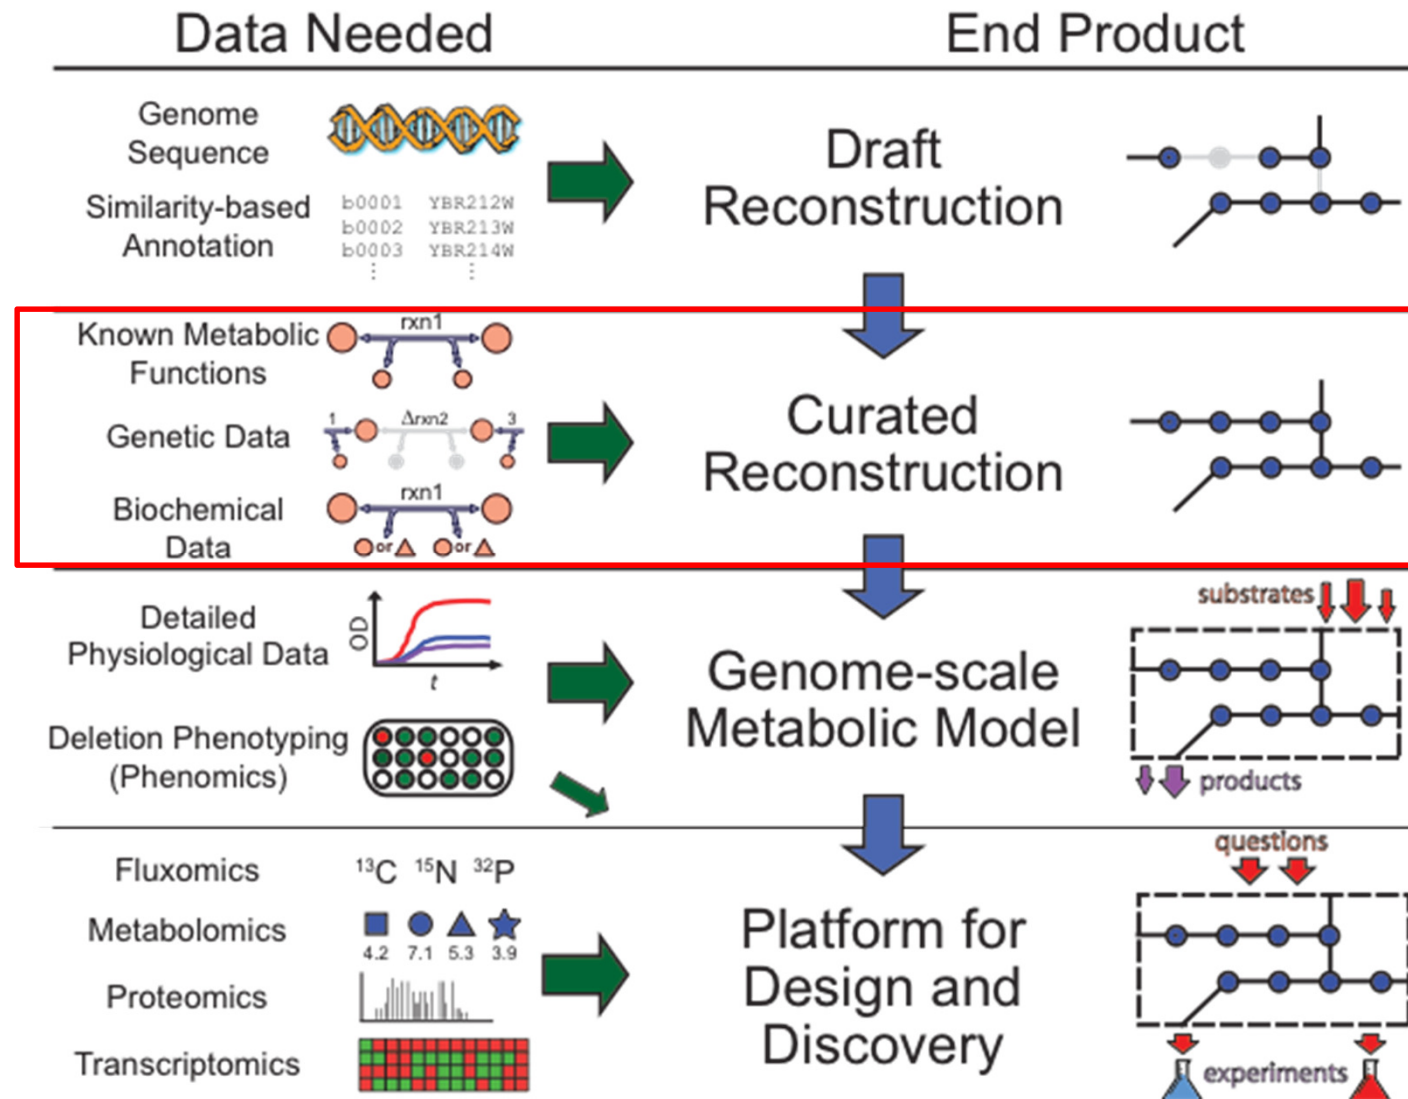 Data Needed
End Product
Genome
Sequence
Similarity-based
Annotation
b0001 YBR212W
b0002 YBR213W
b0003 YBR214W
Draft
Reconstruction
Known Metabolic
Functions
rxn1
Genetic Data
1 Δrxn2 3
Biochemical
Data
rxn1
or or
Curated
Reconstruction
Detailed
Physiological Data
OD
t
Deletion Phenotyping
(Phenomics)
Genome-scale
Metabolic Model
substrates
products
Fluxomics
¹³C ¹⁵N ³²P
Metabolomics
4.2 7.1 5.3 3.9
Proteomics
Transcriptomics
Platform for
Design and
Discovery
questions
experiments